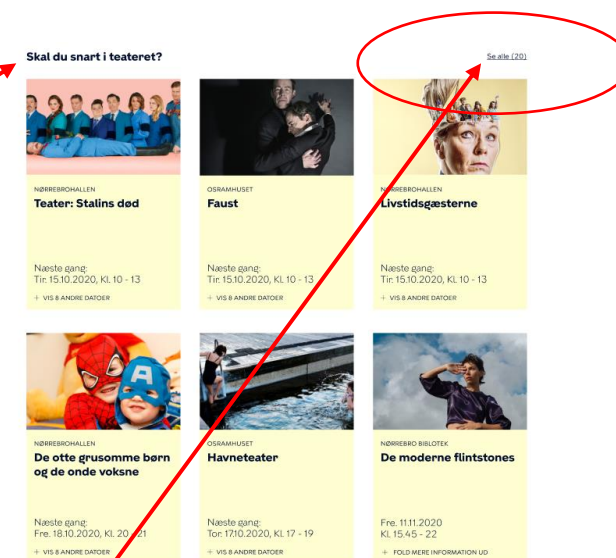 Skal du snart i teateret?
Se alle (20)
NØRREBROHALLEN
Teater: Stalins død
Næste gang:
Tir. 15.10.2020, Kl. 10 - 13
+ VIS 8 ANDRE DATOER
OSRAMHUSET
Faust
Næste gang:
Tir. 15.10.2020, Kl. 10 - 13
+ VIS 8 ANDRE DATOER
NØRREBROHALLEN
Livstidsgæsterne
Næste gang:
Tir. 15.10.2020, Kl. 10 - 13
+ VIS 8 ANDRE DATOER
NØRREBROHALLEN
De otte grusomme børn
og de onde voksne
Næste gang:
Fre. 18.10.2020, Kl. 20 - 21
+ VIS 8 ANDRE DATOER
OSRAMHUSET
Havneteater
Næste gang:
Tor. 17.10.2020, Kl. 17 - 19
+ VIS 8 ANDRE DATOER
NØRREBRO BIBLOTEK
De moderne flintstones
Fre. 11.11.2020
Kl. 15.45 - 22
+ FOLD MERE INFORMATION UD